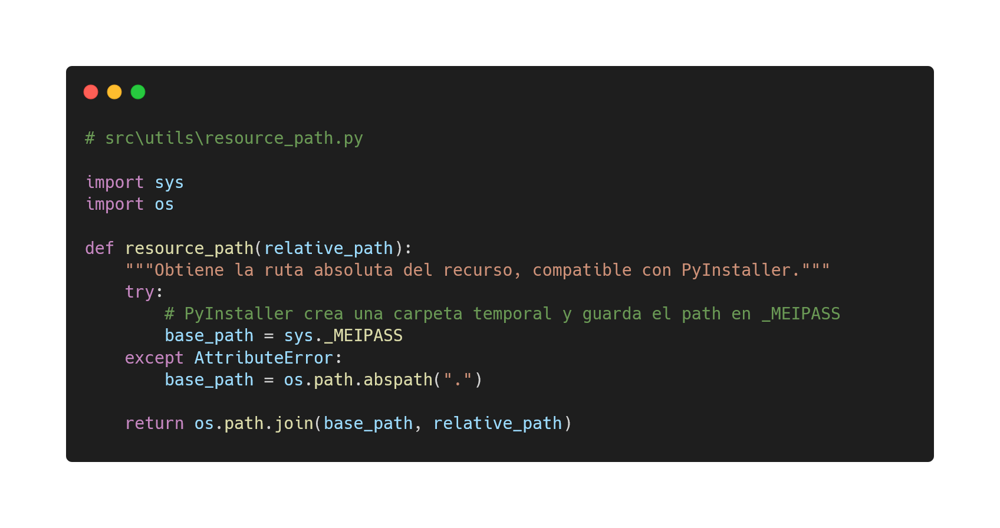 # src\utils\resource_path.py

import sys
import os

def resource_path(relative_path):
    """Obtiene la ruta absoluta del recurso, compatible con PyInstaller."""
    try:
        # PyInstaller crea una carpeta temporal y guarda el path en _MEIPASS
        base_path = sys._MEIPASS
    except AttributeError:
        base_path = os.path.abspath(".")

    return os.path.join(base_path, relative_path)